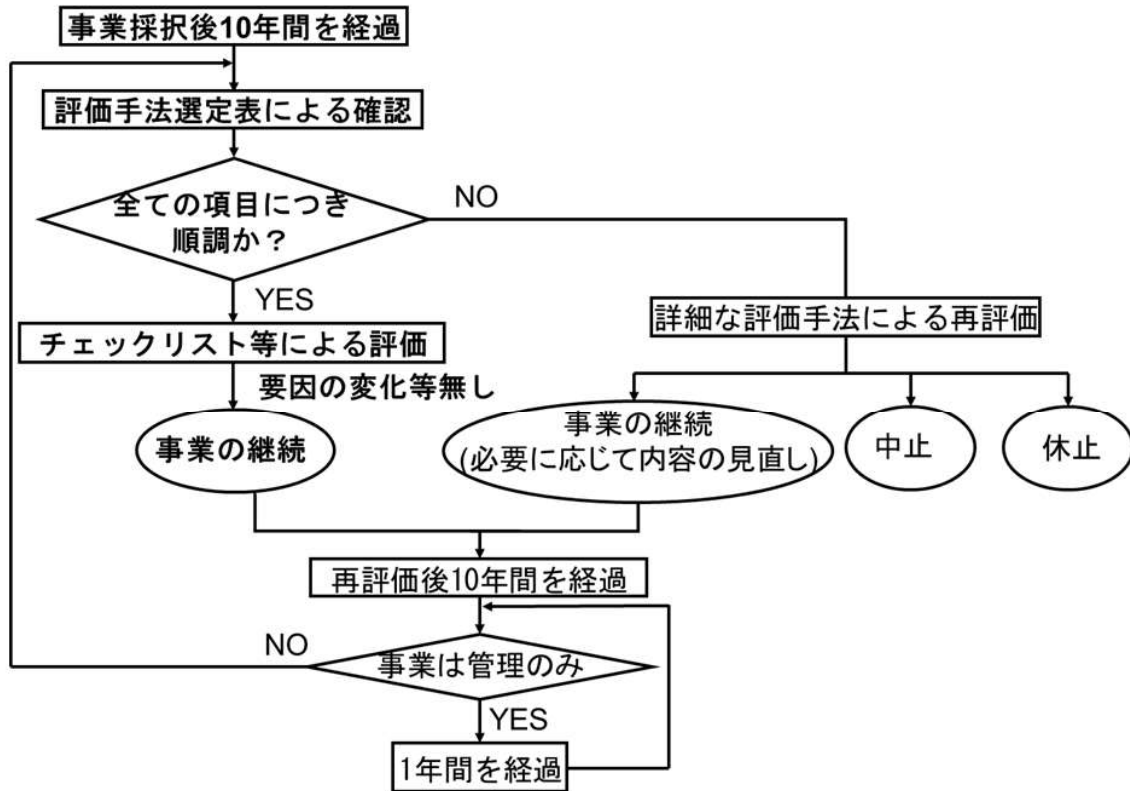 事業採択後10年間を経過
評価手法選定表による確認
全ての項目につき
順調か？
NO
YES
チェックリスト等による評価
詳細な評価手法による再評価
要因の変化等無し
事業の継続
事業の継続
(必要に応じて内容の見直し)
中止
休止
再評価後10年間を経過
NO
事業は管理のみ
YES
1年間を経過